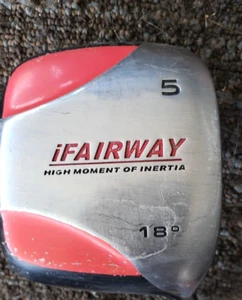 5
iFAIRWAY
HIGH MOMENT OF INERTIA
18°